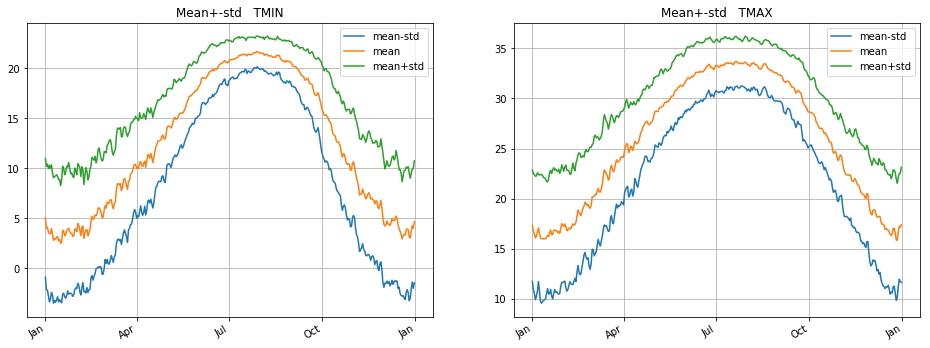 Mean+-std   TMIN
mean-std
mean
mean+std
20
15
10
5
0
Jan
Apr
Jul
Oct
Jan
Mean+-std   TMAX
mean-std
mean
mean+std
35
30
25
20
15
10
Jan
Apr
Jul
Oct
Jan